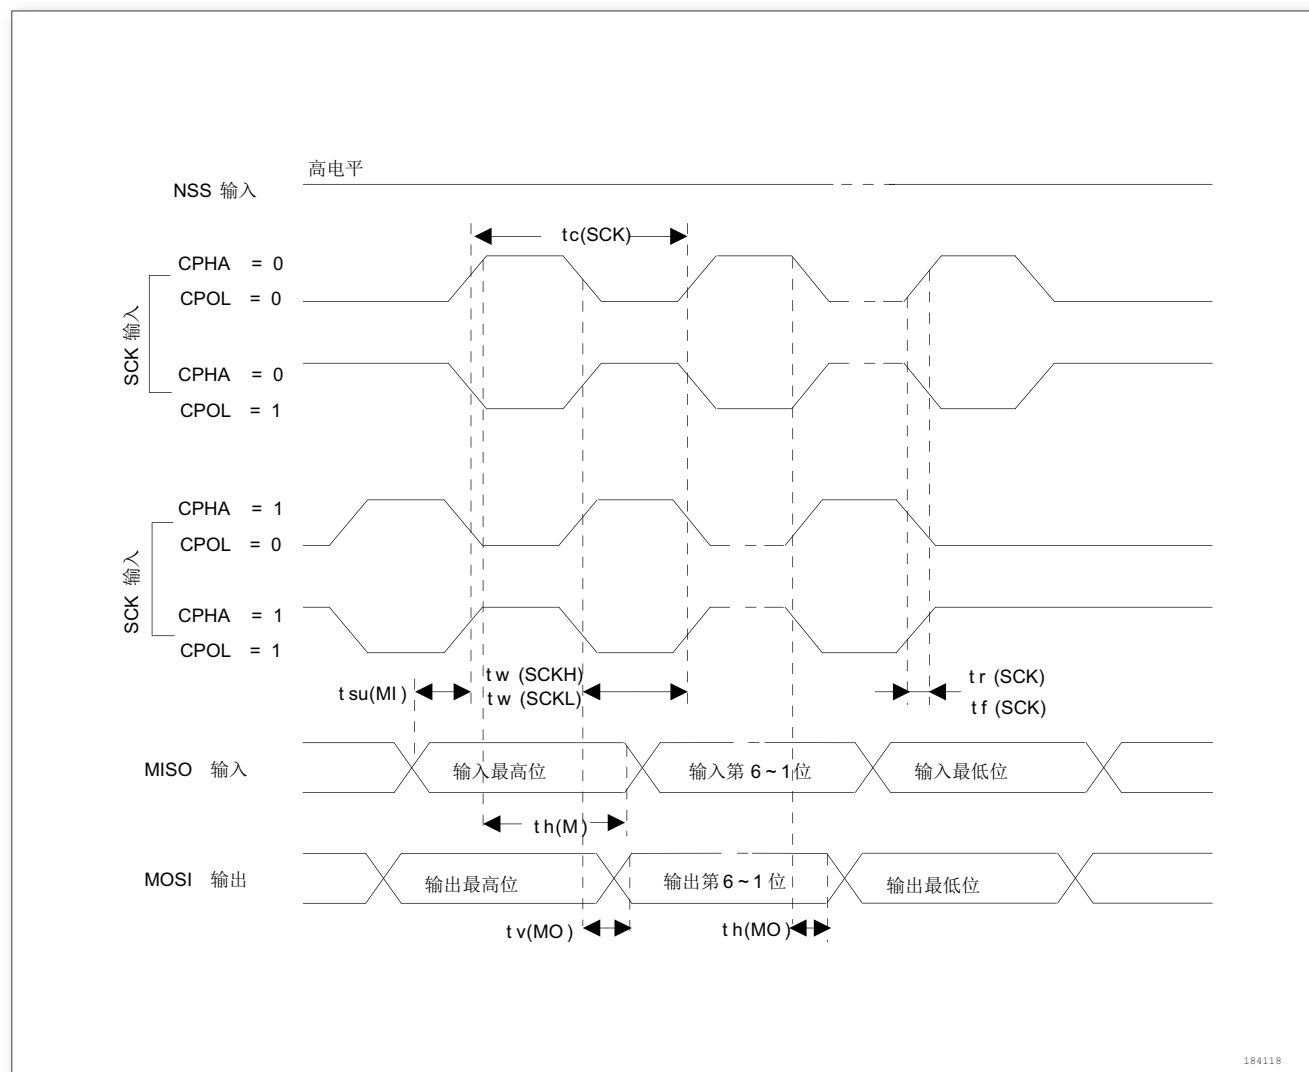 高电平
NSS 输入
tc(SCK)
CPHA = 0
CPOL = 0
SCK 输入
CPHA = 0
CPOL = 1
CPHA = 1
CPOL = 0
SCK 输入
CPHA = 1
CPOL = 1
tsu(MI)
tw (SCKH)
tw (SCKL)
tr (SCK)
tf (SCK)
MISO 输入
输入最高位
输入第 6~1位
输入最低位
th(M)
MOSI 输出
输出最高位
输出第6~1 位
输出最低位
tv(MO)
th(MO)
184118